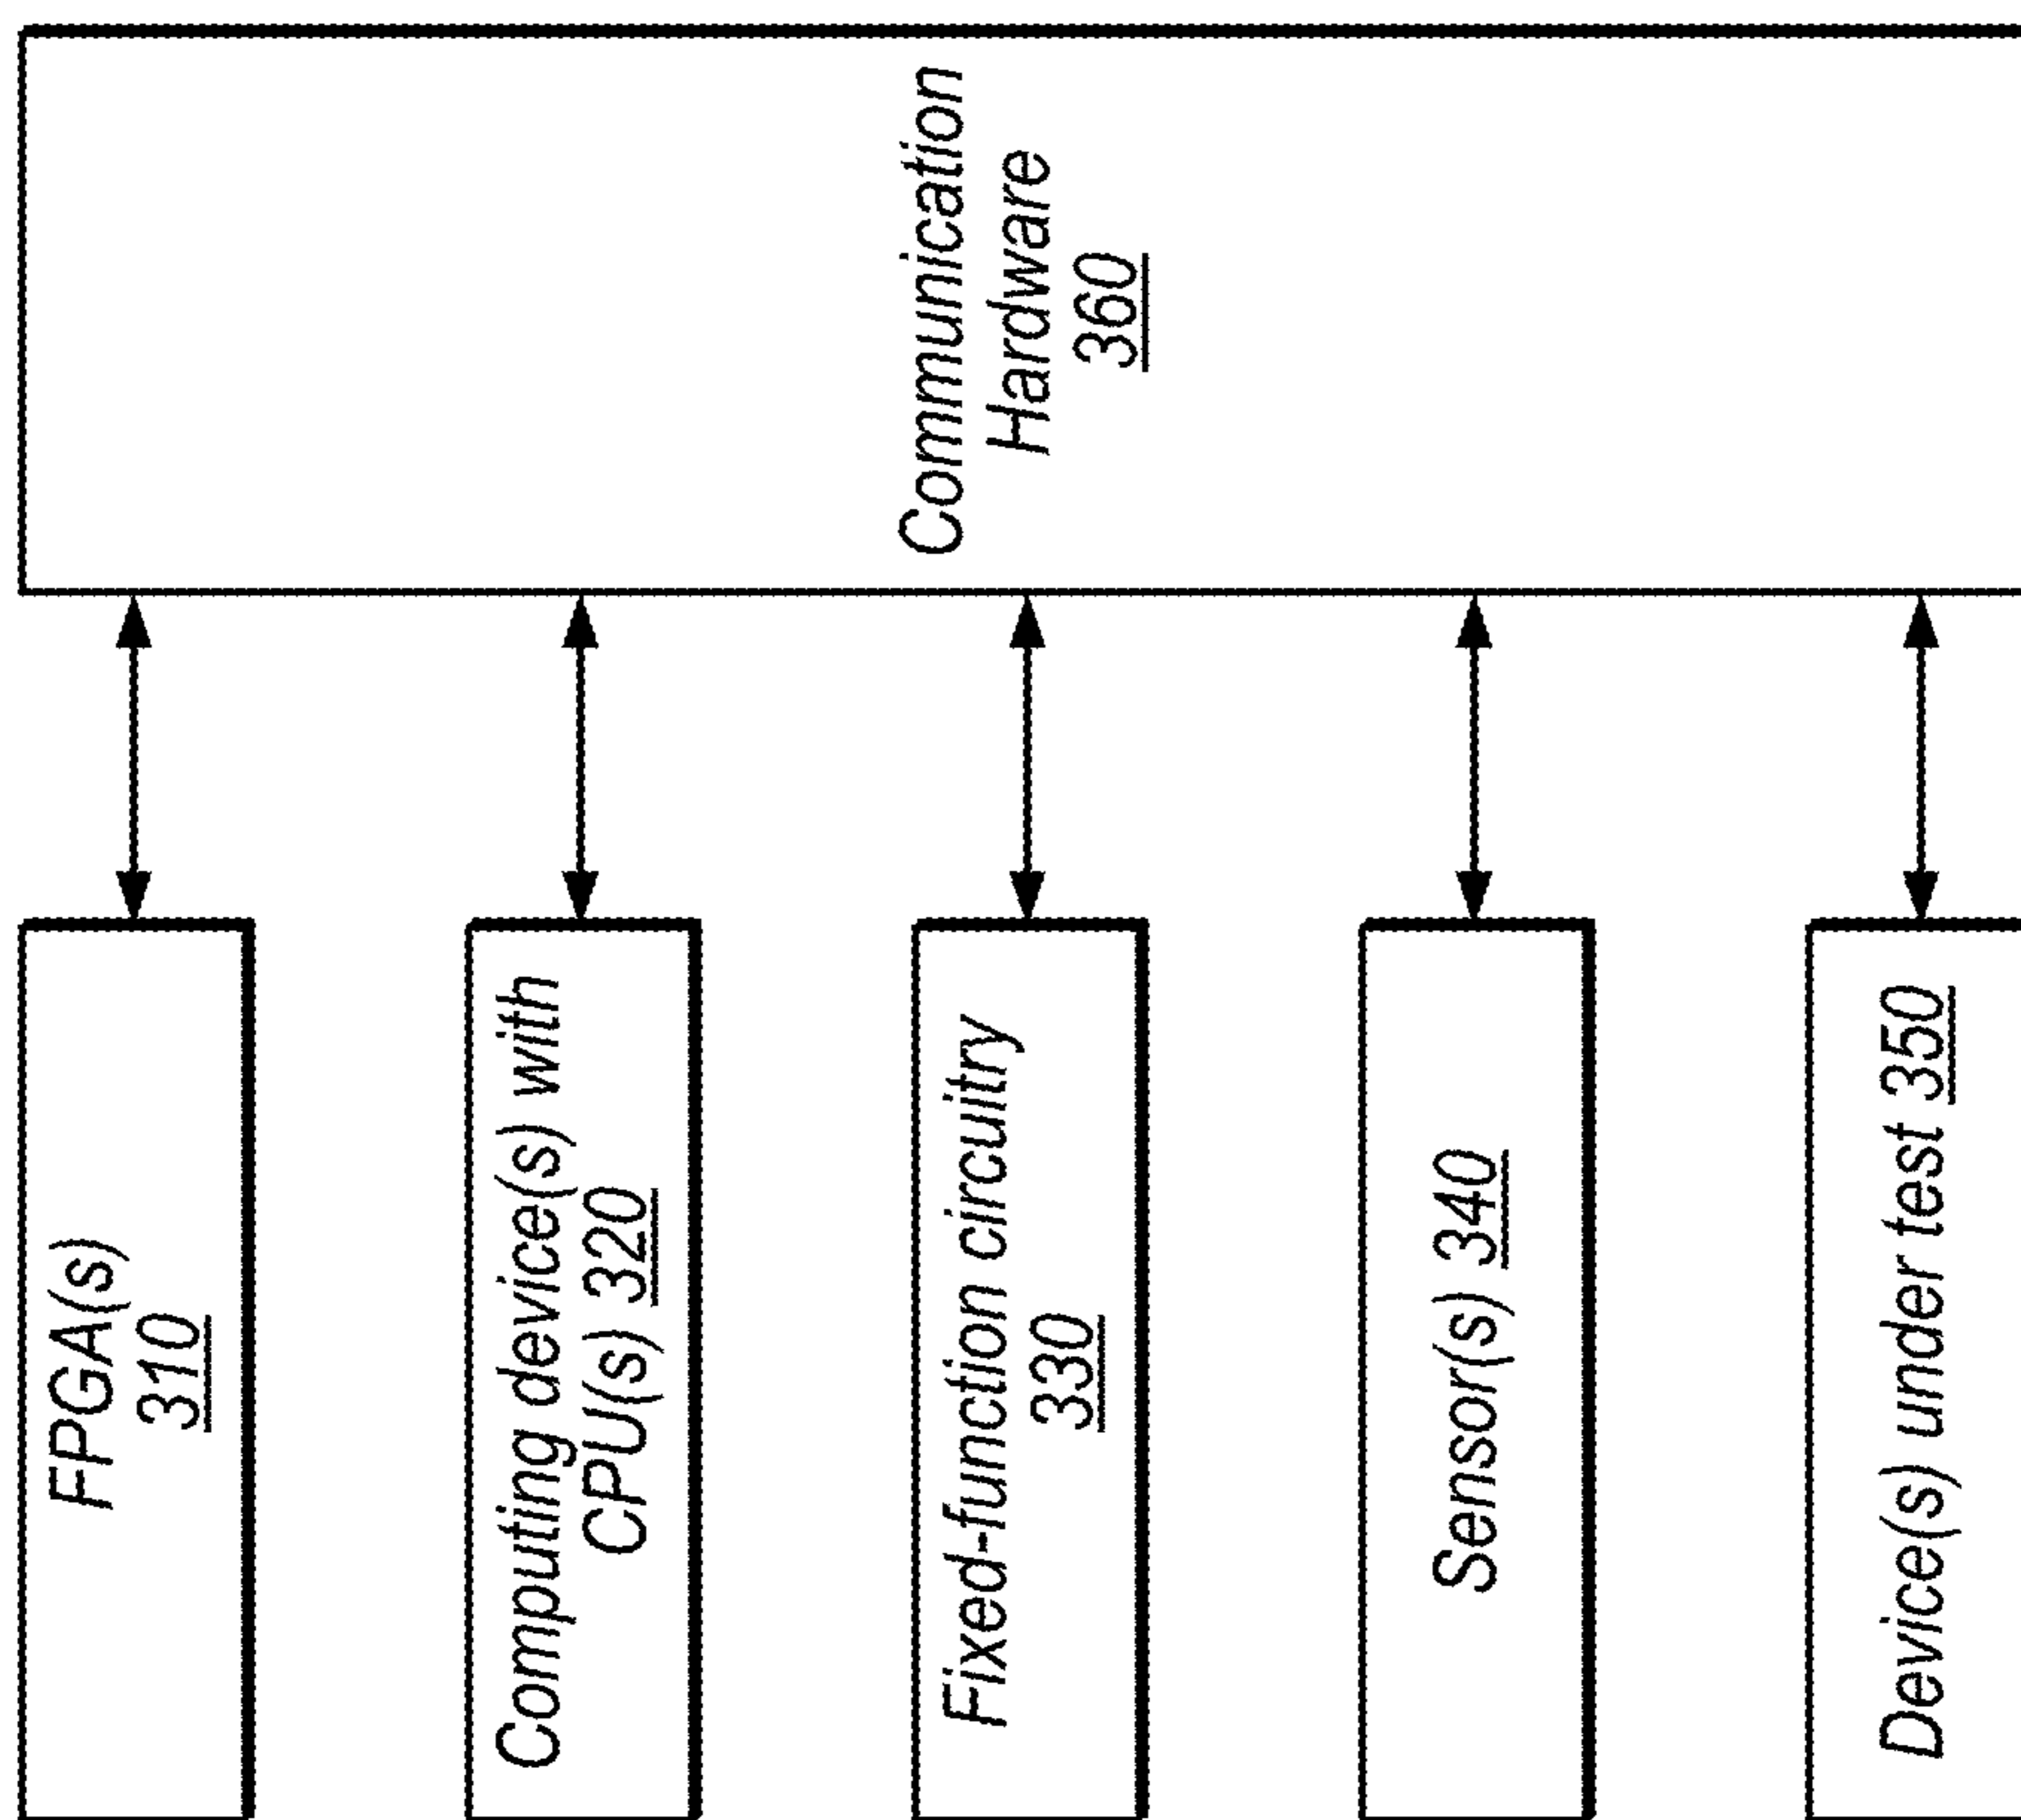 FPGA(s)
310
Computing device(s) with
CPU(s) 320
Fixed-function circuitry
330
Sensor(s) 340
Device(s) under test 350
Communication
Hardware
360